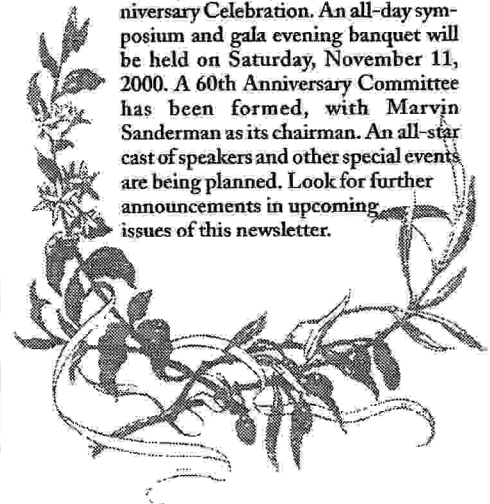 niversary Celebration. An all-day sym-
posium and gala evening banquet will
be held on Saturday, November 11,
2000. A 60th Anniversary Committee
has been formed, with Marvin
Sanderman as its chairman. An all-star
cast of speakers and other special events
are being planned. Look for further
announcements in upcoming
issues of this newsletter.